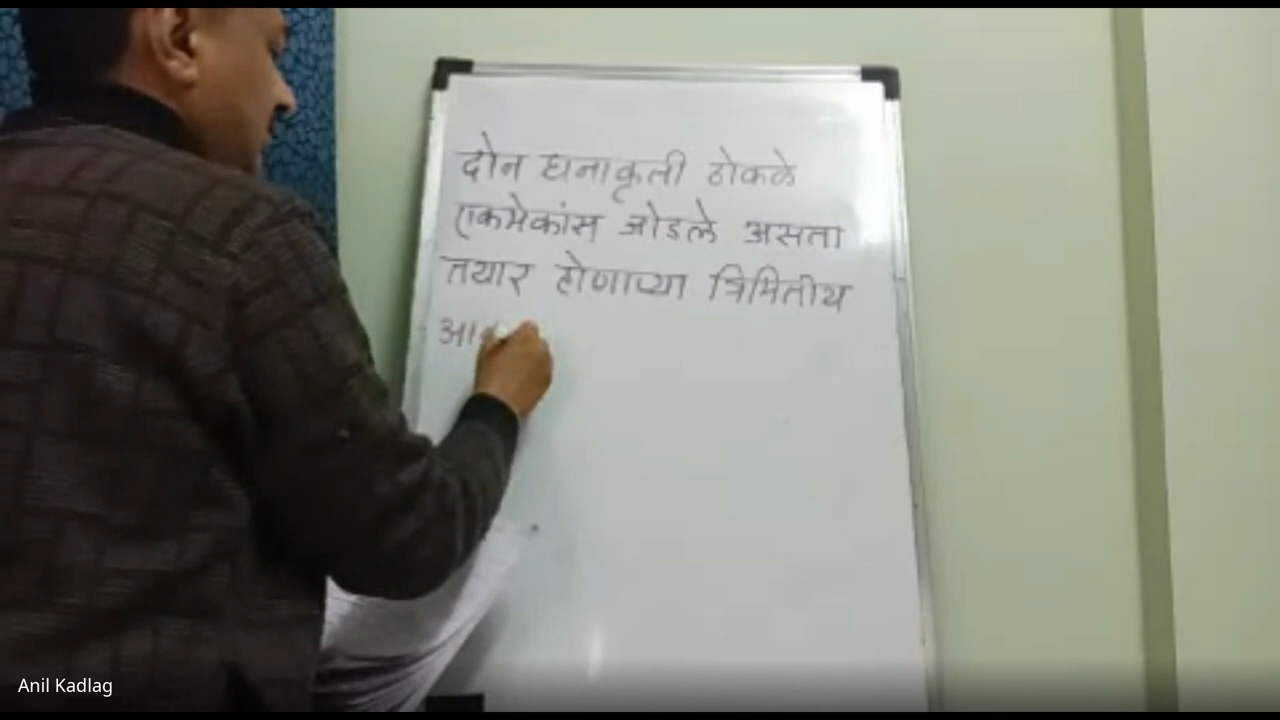 दोन घनाकृती ठोकळे
एकमेकांस जोडले असता
तयार होणाऱ्या त्रिमितीय
Anil Kadlag